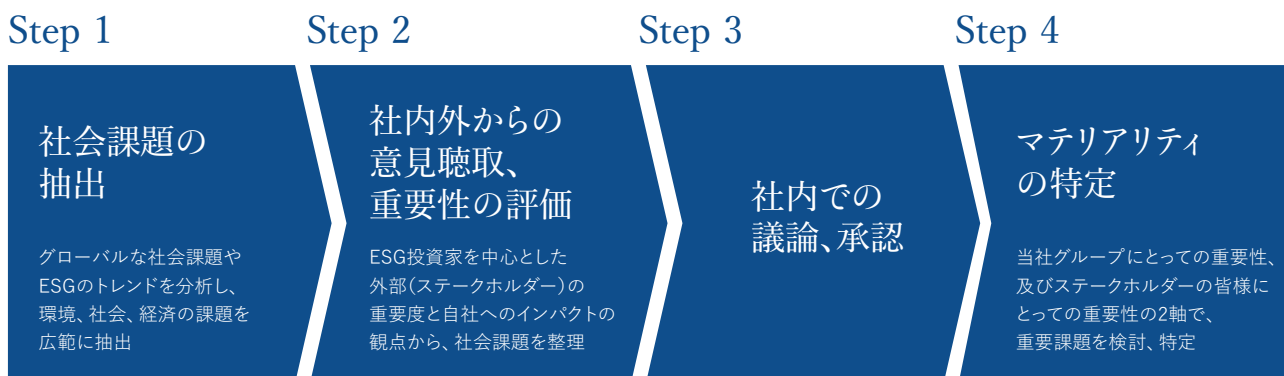 Step 1
社会課題の
抽出
グローバルな社会課題や
ESGのトレンドを分析し、
環境、社会、経済の課題を
広範に抽出
Step 2
社内外からの
意見聴取、
重要性の評価
ESG投資家を中心とした
外部(ステークホルダー)の
重要度と自社へのインパクトの
観点から、社会課題を整理
Step 3
社内での
議論、承認
Step 4
マテリアリティ
の特定
当社グループにとっての重要性、
及びステークホルダーの皆様に
とっての重要性の2軸で、
重要課題を検討、特定